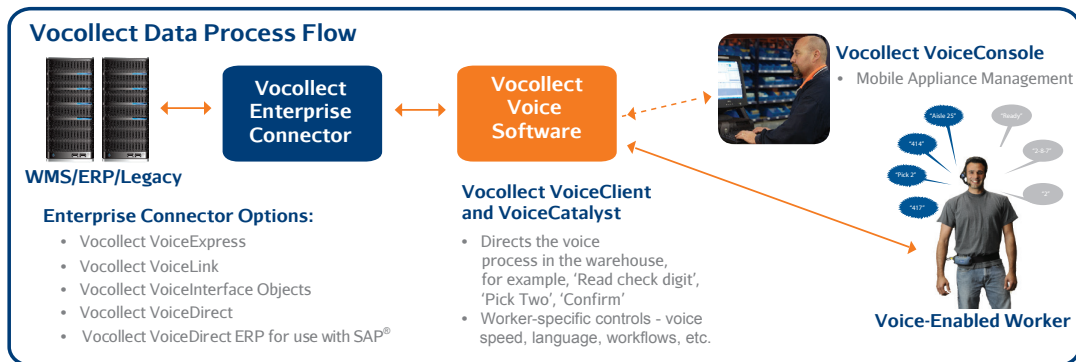 Vocollect Data Process Flow
WMS/ERP/Legacy
Vocollect
Enterprise
Connector
Vocollect
Voice
Software
Vocollect VoiceConsole
• Mobile Appliance Management
"Aisle 25"
"Ready"
"414"
"2-8-7"
"Pick 2"
"2"
"417"
Voice-Enabled Worker
Enterprise Connector Options:
• Vocollect VoiceExpress
• Vocollect VoiceLink
• Vocollect VoiceInterface Objects
• Vocollect VoiceDirect
• Vocollect VoiceDirect ERP for use with SAP®
Vocollect VoiceClient
and VoiceCatalyst
• Directs the voice
process in the warehouse,
for example, ‘Read check digit’,
‘Pick Two’, ‘Confirm’
• Worker-specific controls - voice
speed, language, workflows, etc.